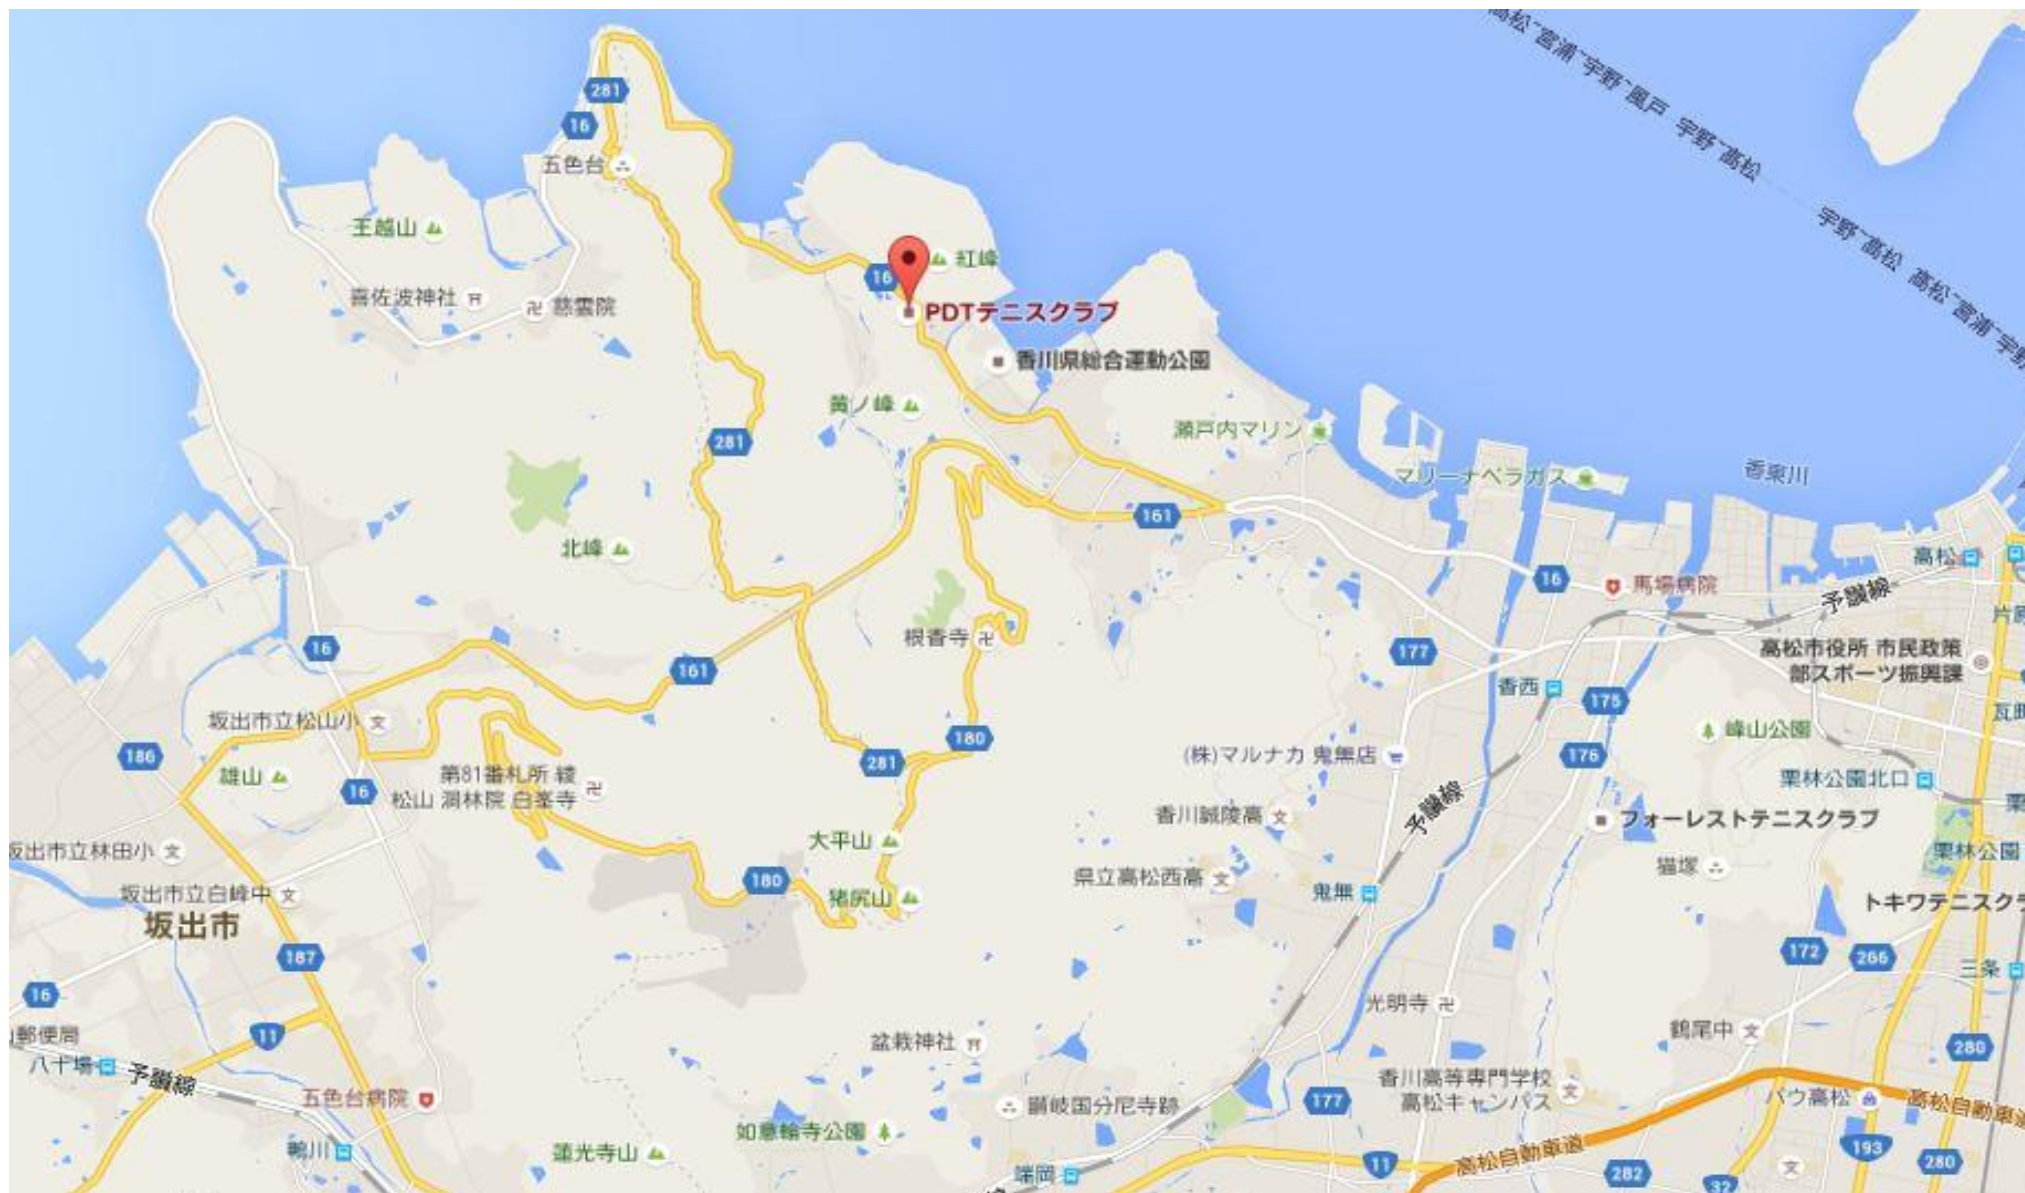 高松-宮浦 宇野-風戸 宇野-高松
宇野-高松 高松-宮浦 宇野
281
16
五色台
王越山
喜佐波神社
慈雲院
紅峰
16
PDTテニスクラブ
香川県総合運動公園
黄ノ峰
瀬戸内マリン
マリーナベラガス
香東川
281
161
北峰
高松
16
馬場病院
予讃線
片原
根香寺
16
161
177
高松市役所 市民政策
部スポーツ振興課
香西
175
瓦町
坂出市立松山小
峰山公園
186
180
281
(株)マルナカ 鬼無店
176
雄山
16
第81番札所 綾
松山 洞林院 白峯寺
栗林公園北口
栗
予讃線
香川誠陵高
フォーレストテニスクラブ
大平山
坂出市立林田小
栗林公園
猫塚
県立高松西高
180
鬼無
坂出市立白峰中
猪尻山
トキワテニスクラ
坂出市
187
172
266
三条
16
光明寺
11
郵便局
盆栽神社
鶴尾中
280
八十場
予讃線
香川高等専門学校
高松キャンパス
五色台病院
讃岐国分尼寺跡
177
パウ高松
高松自動車道
如意輪寺公園
鴨川
蓮光寺山
193
端岡
11
高松自動車道
282
280
32